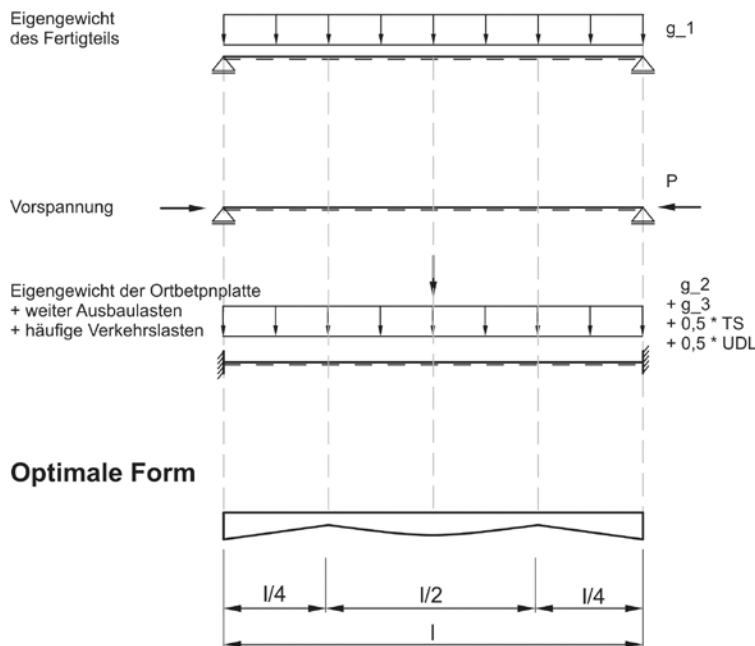 Eigengewicht
des Fertigteils
g_1
P
Vorspannung
Eigengewicht der Ortbetpnplatte
+ weiter Ausbaulasten
+ häufige Verkehrslasten
g_2
+ g_3
+ 0,5 * TS
+ 0,5 * UDL
Optimale Form
l/4
l/2
l/4
l